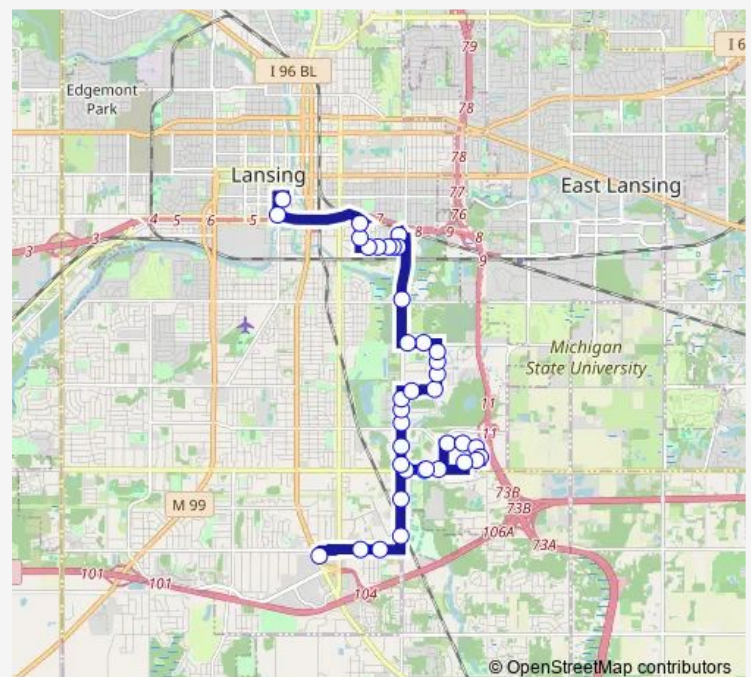 79
I 6
I 96 BL
Edgemont
Park
78
78
77
Lansing
East Lansing
76
4 5 6 5 7 8 9 8
3 3
9
Michigan
State University
11
11
M 99
73B
73B
106A
73A
101 101
104
© OpenStreetMap contributors